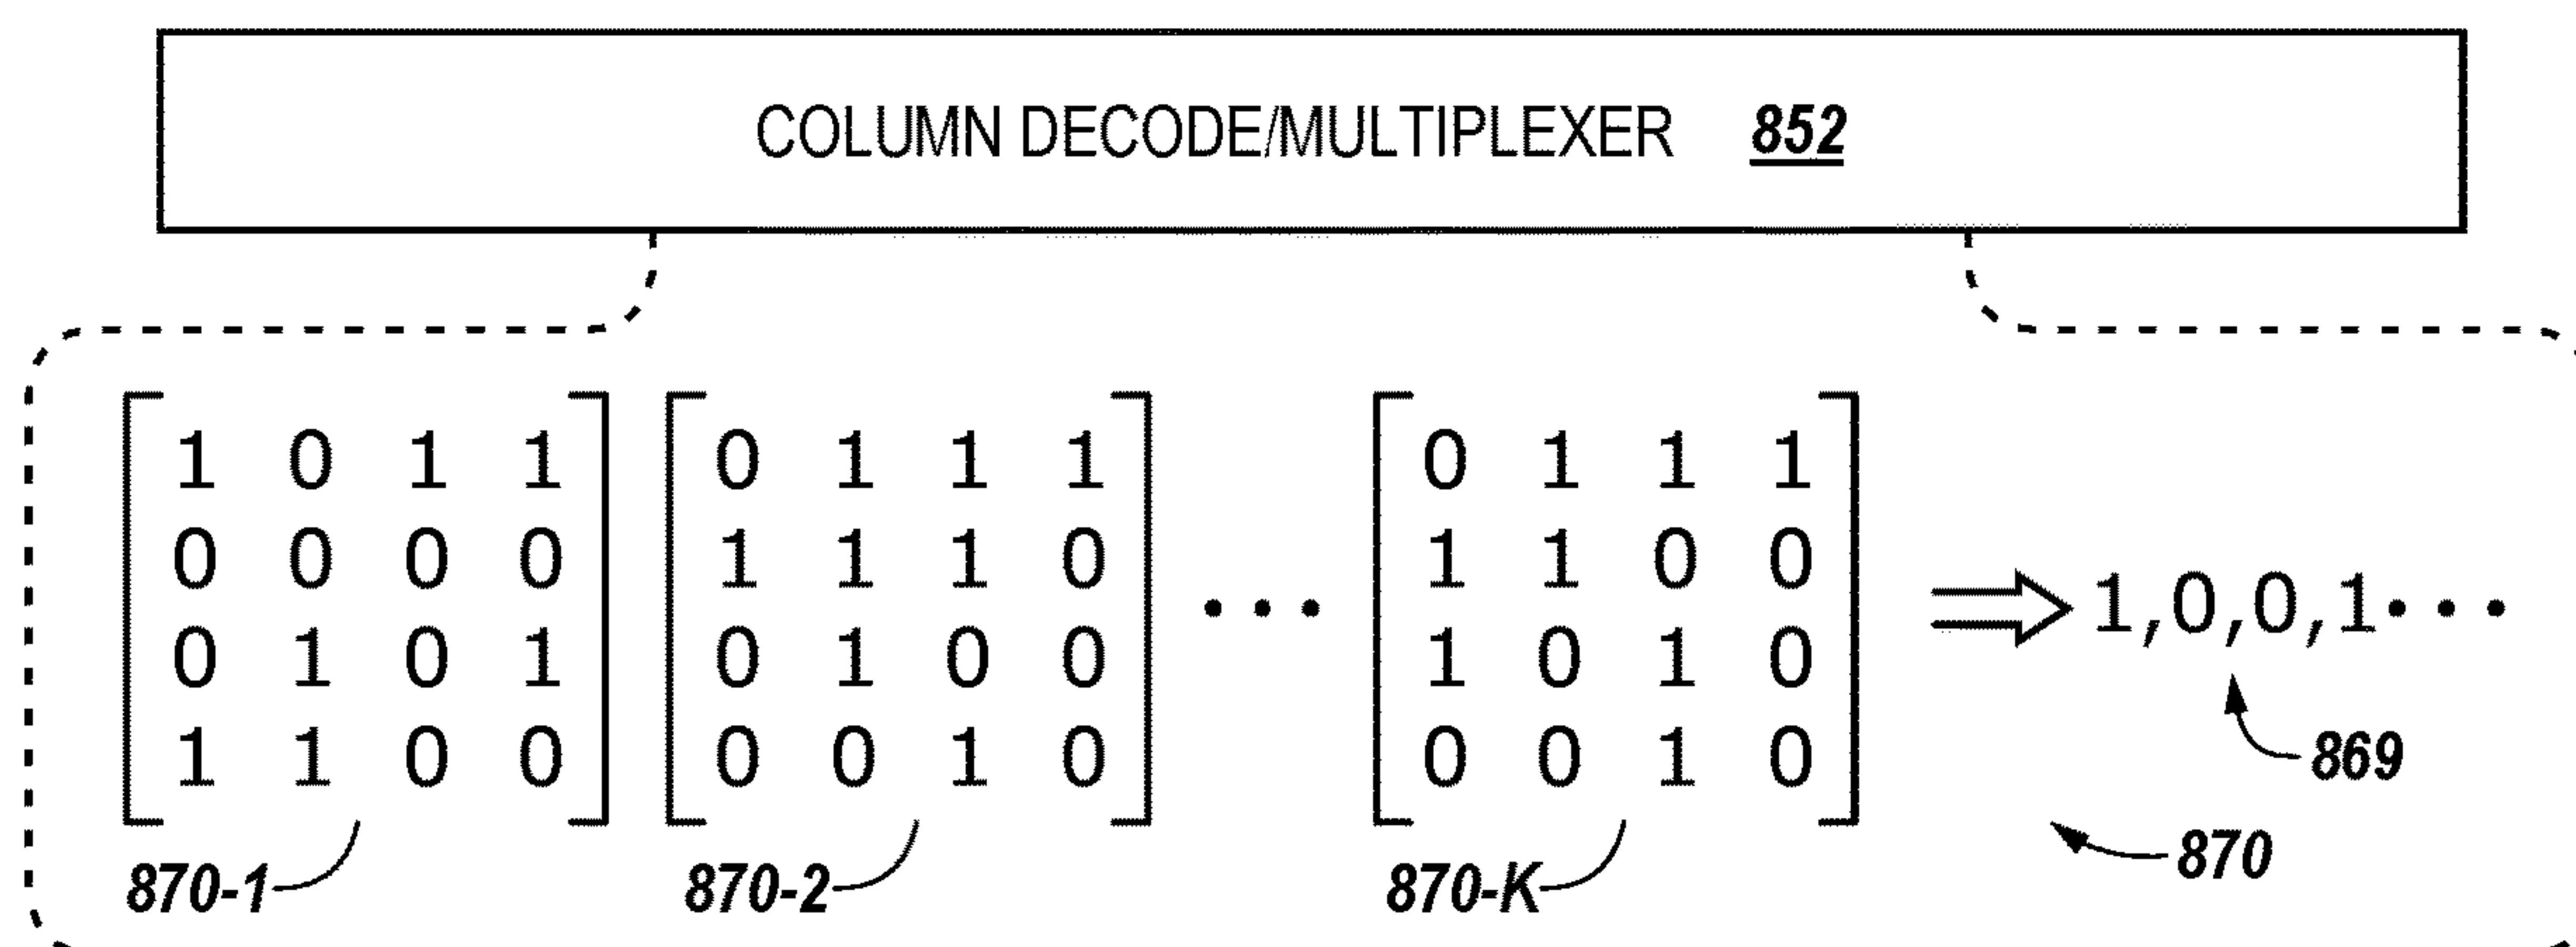 COLUMN DECODE/MULTIPLEXER 852
1 0 1 1 0 1 1 1 0 1 1 1
0 0 0 0 1 1 1 0 1 1 0 0
••• ⇒ 1,0,0,1•••
0 1 0 1 0 1 0 0 1 0 1 0
1 1 0 0 0 0 1 0 0 0 1 0
869
870-1 870-2 870-K 870